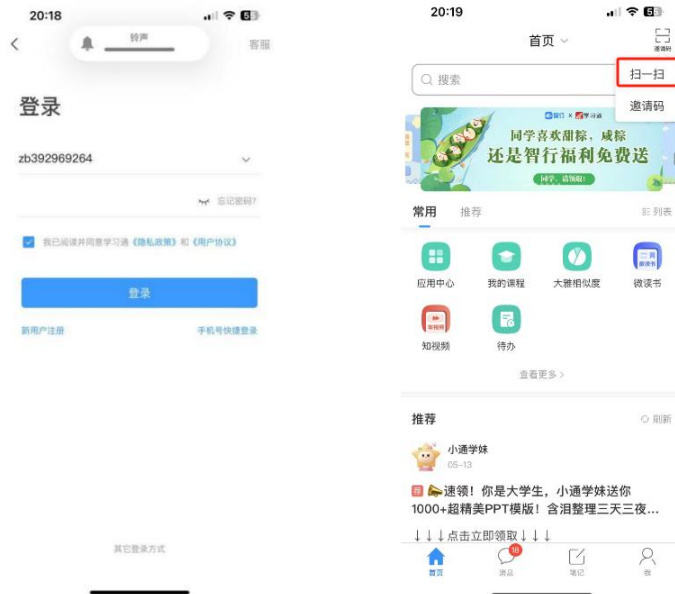 20:18
铃声
客服
登录
zb392969264
忘记密码?
我已阅读并同意学习通《隐私政策》和《用户协议》
登录
新用户注册
手机号快捷登录
其它登录方式
20:19
首页
邀请码
搜索
扫一扫
邀请码
学习通
同学喜欢甜粽，咸粽
还是智行福利免费送
同学，请领取!
常用
推荐
列表
应用中心
我的课程
大雅相似度
微读书
知视频
待办
查看更多>
推荐
刷新
小通学妹
05-13
荐 速领！你是大学生，小通学妹送你
1000+超精美PPT模版！含泪整理三天三夜...
↓↓↓点击立即领取↓↓↓
18
首页
消息
笔记
我